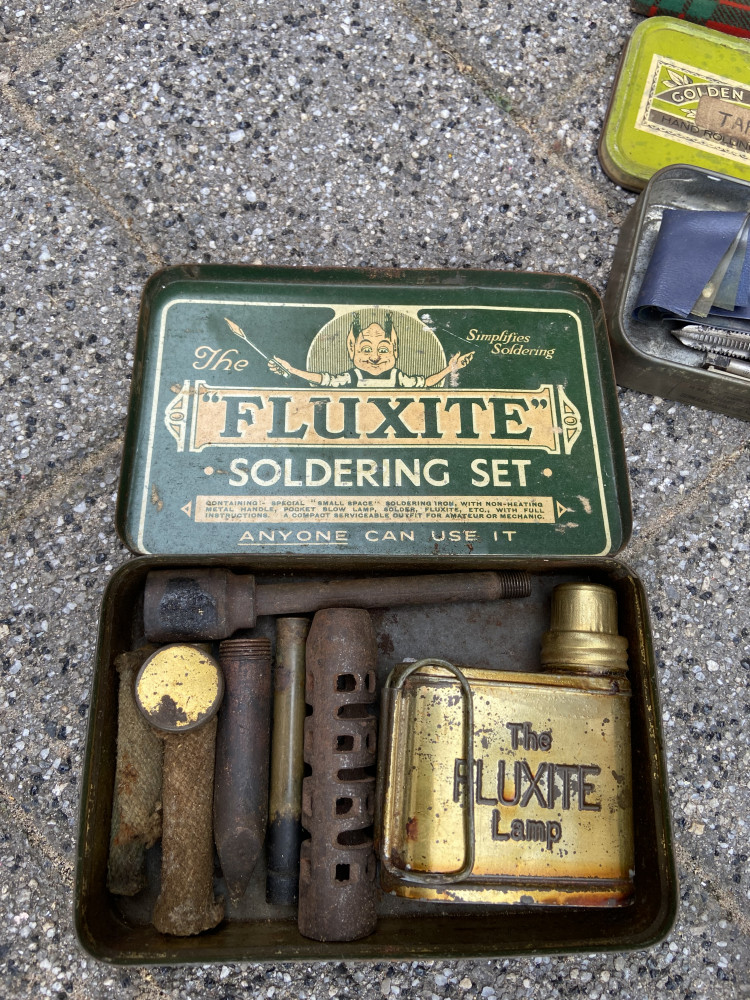 GOLDEN
TA
HAND ROLLING
The
Simplifies
Soldering
"FLUXITE"
SOLDERING SET
CONTAINING - SPECIAL "SMALL SPACE" SOLDERING IRON, WITH NON-HEATING
METAL HANDLE, POCKET BLOW LAMP, SOLDER, FLUXITE, ETC., WITH FULL
INSTRUCTIONS. A COMPACT SERVICEABLE OUTFIT FOR AMATEUR OR MECHANIC.
ANYONE CAN USE IT
The
FLUXITE
Lamp